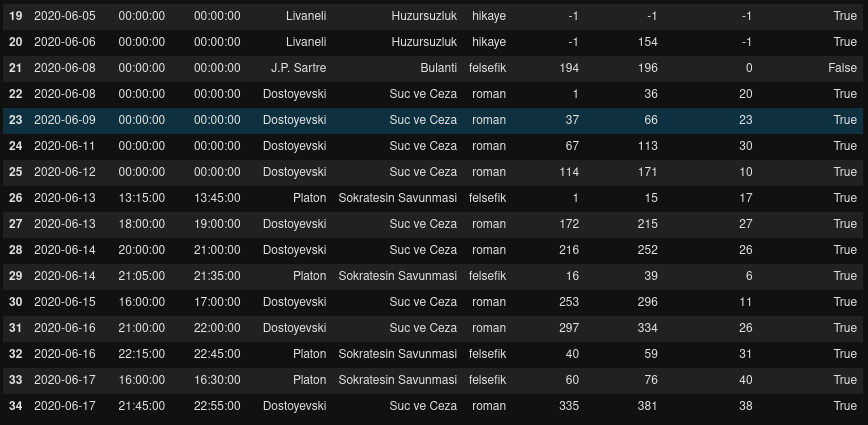 19 2020-06-05 00:00:00 00:00:00 Livaneli Huzursuzluk hikaye -1 -1 -1 True
20 2020-06-06 00:00:00 00:00:00 Livaneli Huzursuzluk hikaye -1 154 -1 True
21 2020-06-08 00:00:00 00:00:00 J.P. Sartre Bulanti felsefik 194 196 0 False
22 2020-06-08 00:00:00 00:00:00 Dostoyevski Suc ve Ceza roman 1 36 20 True
23 2020-06-09 00:00:00 00:00:00 Dostoyevski Suc ve Ceza roman 37 66 23 True
24 2020-06-11 00:00:00 00:00:00 Dostoyevski Suc ve Ceza roman 67 113 30 True
25 2020-06-12 00:00:00 00:00:00 Dostoyevski Suc ve Ceza roman 114 171 10 True
26 2020-06-13 13:15:00 13:45:00 Platon Sokratesin Savunmasi felsefik 1 15 17 True
27 2020-06-13 18:00:00 19:00:00 Dostoyevski Suc ve Ceza roman 172 215 27 True
28 2020-06-14 20:00:00 21:00:00 Dostoyevski Suc ve Ceza roman 216 252 26 True
29 2020-06-14 21:05:00 21:35:00 Platon Sokratesin Savunmasi felsefik 16 39 6 True
30 2020-06-15 16:00:00 17:00:00 Dostoyevski Suc ve Ceza roman 253 296 11 True
31 2020-06-16 21:00:00 22:00:00 Dostoyevski Suc ve Ceza roman 297 334 26 True
32 2020-06-16 22:15:00 22:45:00 Platon Sokratesin Savunmasi felsefik 40 59 31 True
33 2020-06-17 16:00:00 16:30:00 Platon Sokratesin Savunmasi felsefik 60 76 40 True
34 2020-06-17 21:45:00 22:55:00 Dostoyevski Suc ve Ceza roman 335 381 38 True